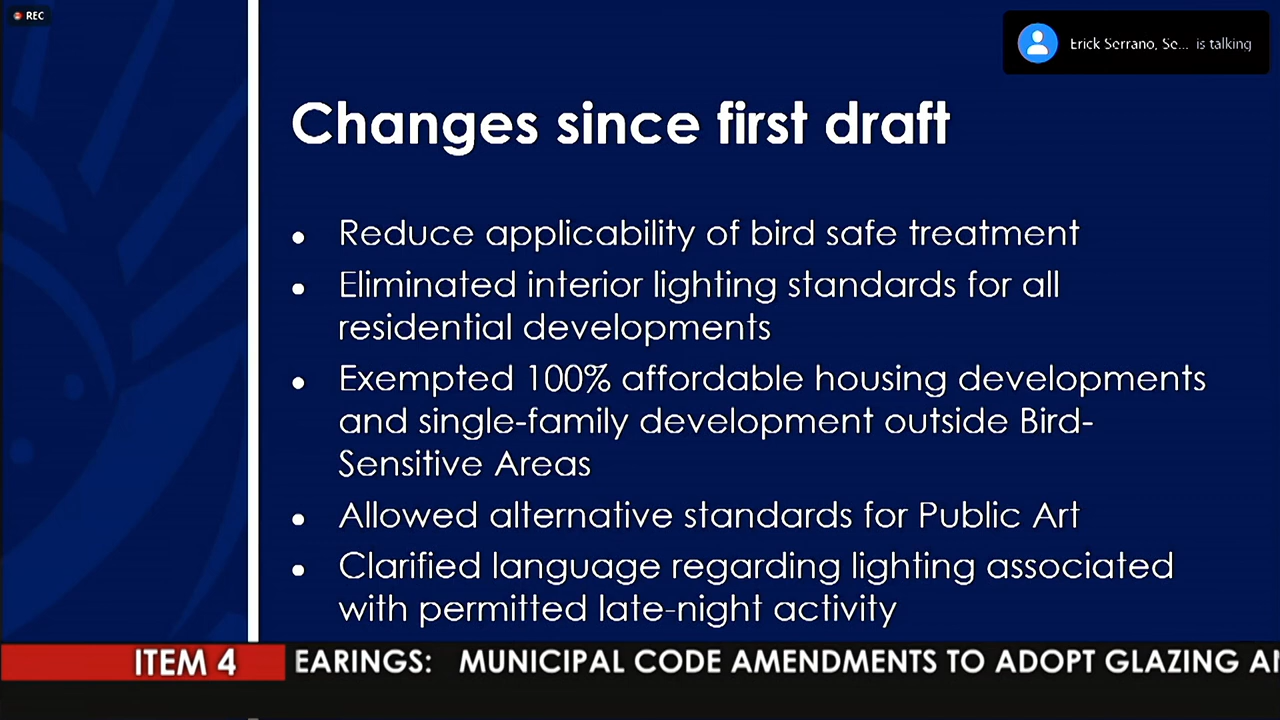 REC
Erick Serrano, Se... is talking
Changes since first draft
• Reduce applicability of bird safe treatment
• Eliminated interior lighting standards for all
residential developments
• Exempted 100% affordable housing developments
and single-family development outside Bird-
Sensitive Areas
• Allowed alternative standards for Public Art
• Clarified language regarding lighting associated
with permitted late-night activity
ITEM 4
EARINGS: MUNICIPAL CODE AMENDMENTS TO ADOPT GLAZING AN